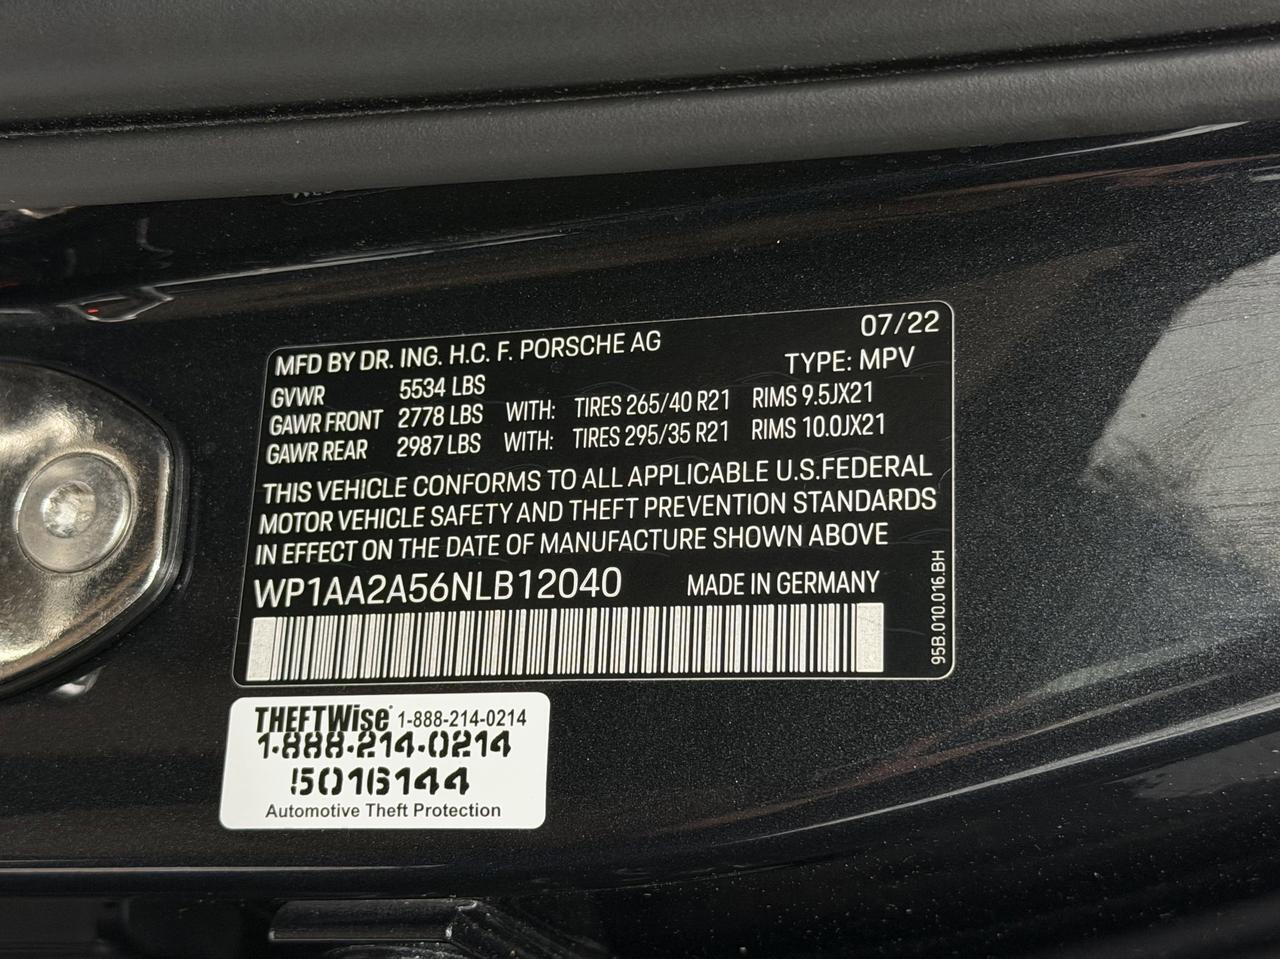 MFD BY DR. ING. H.C. F. PORSCHE AG 07/22
TYPE: MPV
GVWR 5534 LBS
GAWR FRONT 2778 LBS WITH: TIRES 265/40 R21 RIMS 9.5JX21
GAWR REAR 2987 LBS WITH: TIRES 295/35 R21 RIMS 10.0JX21
THIS VEHICLE CONFORMS TO ALL APPLICABLE U.S.FEDERAL
MOTOR VEHICLE SAFETY AND THEFT PREVENTION STANDARDS
IN EFFECT ON THE DATE OF MANUFACTURE SHOWN ABOVE
WP1AA2A56NLB12040 MADE IN GERMANY
95B.010.016.BH
THEFTWise 1-888-214-0214
1-888-214-0214
5016144
Automotive Theft Protection